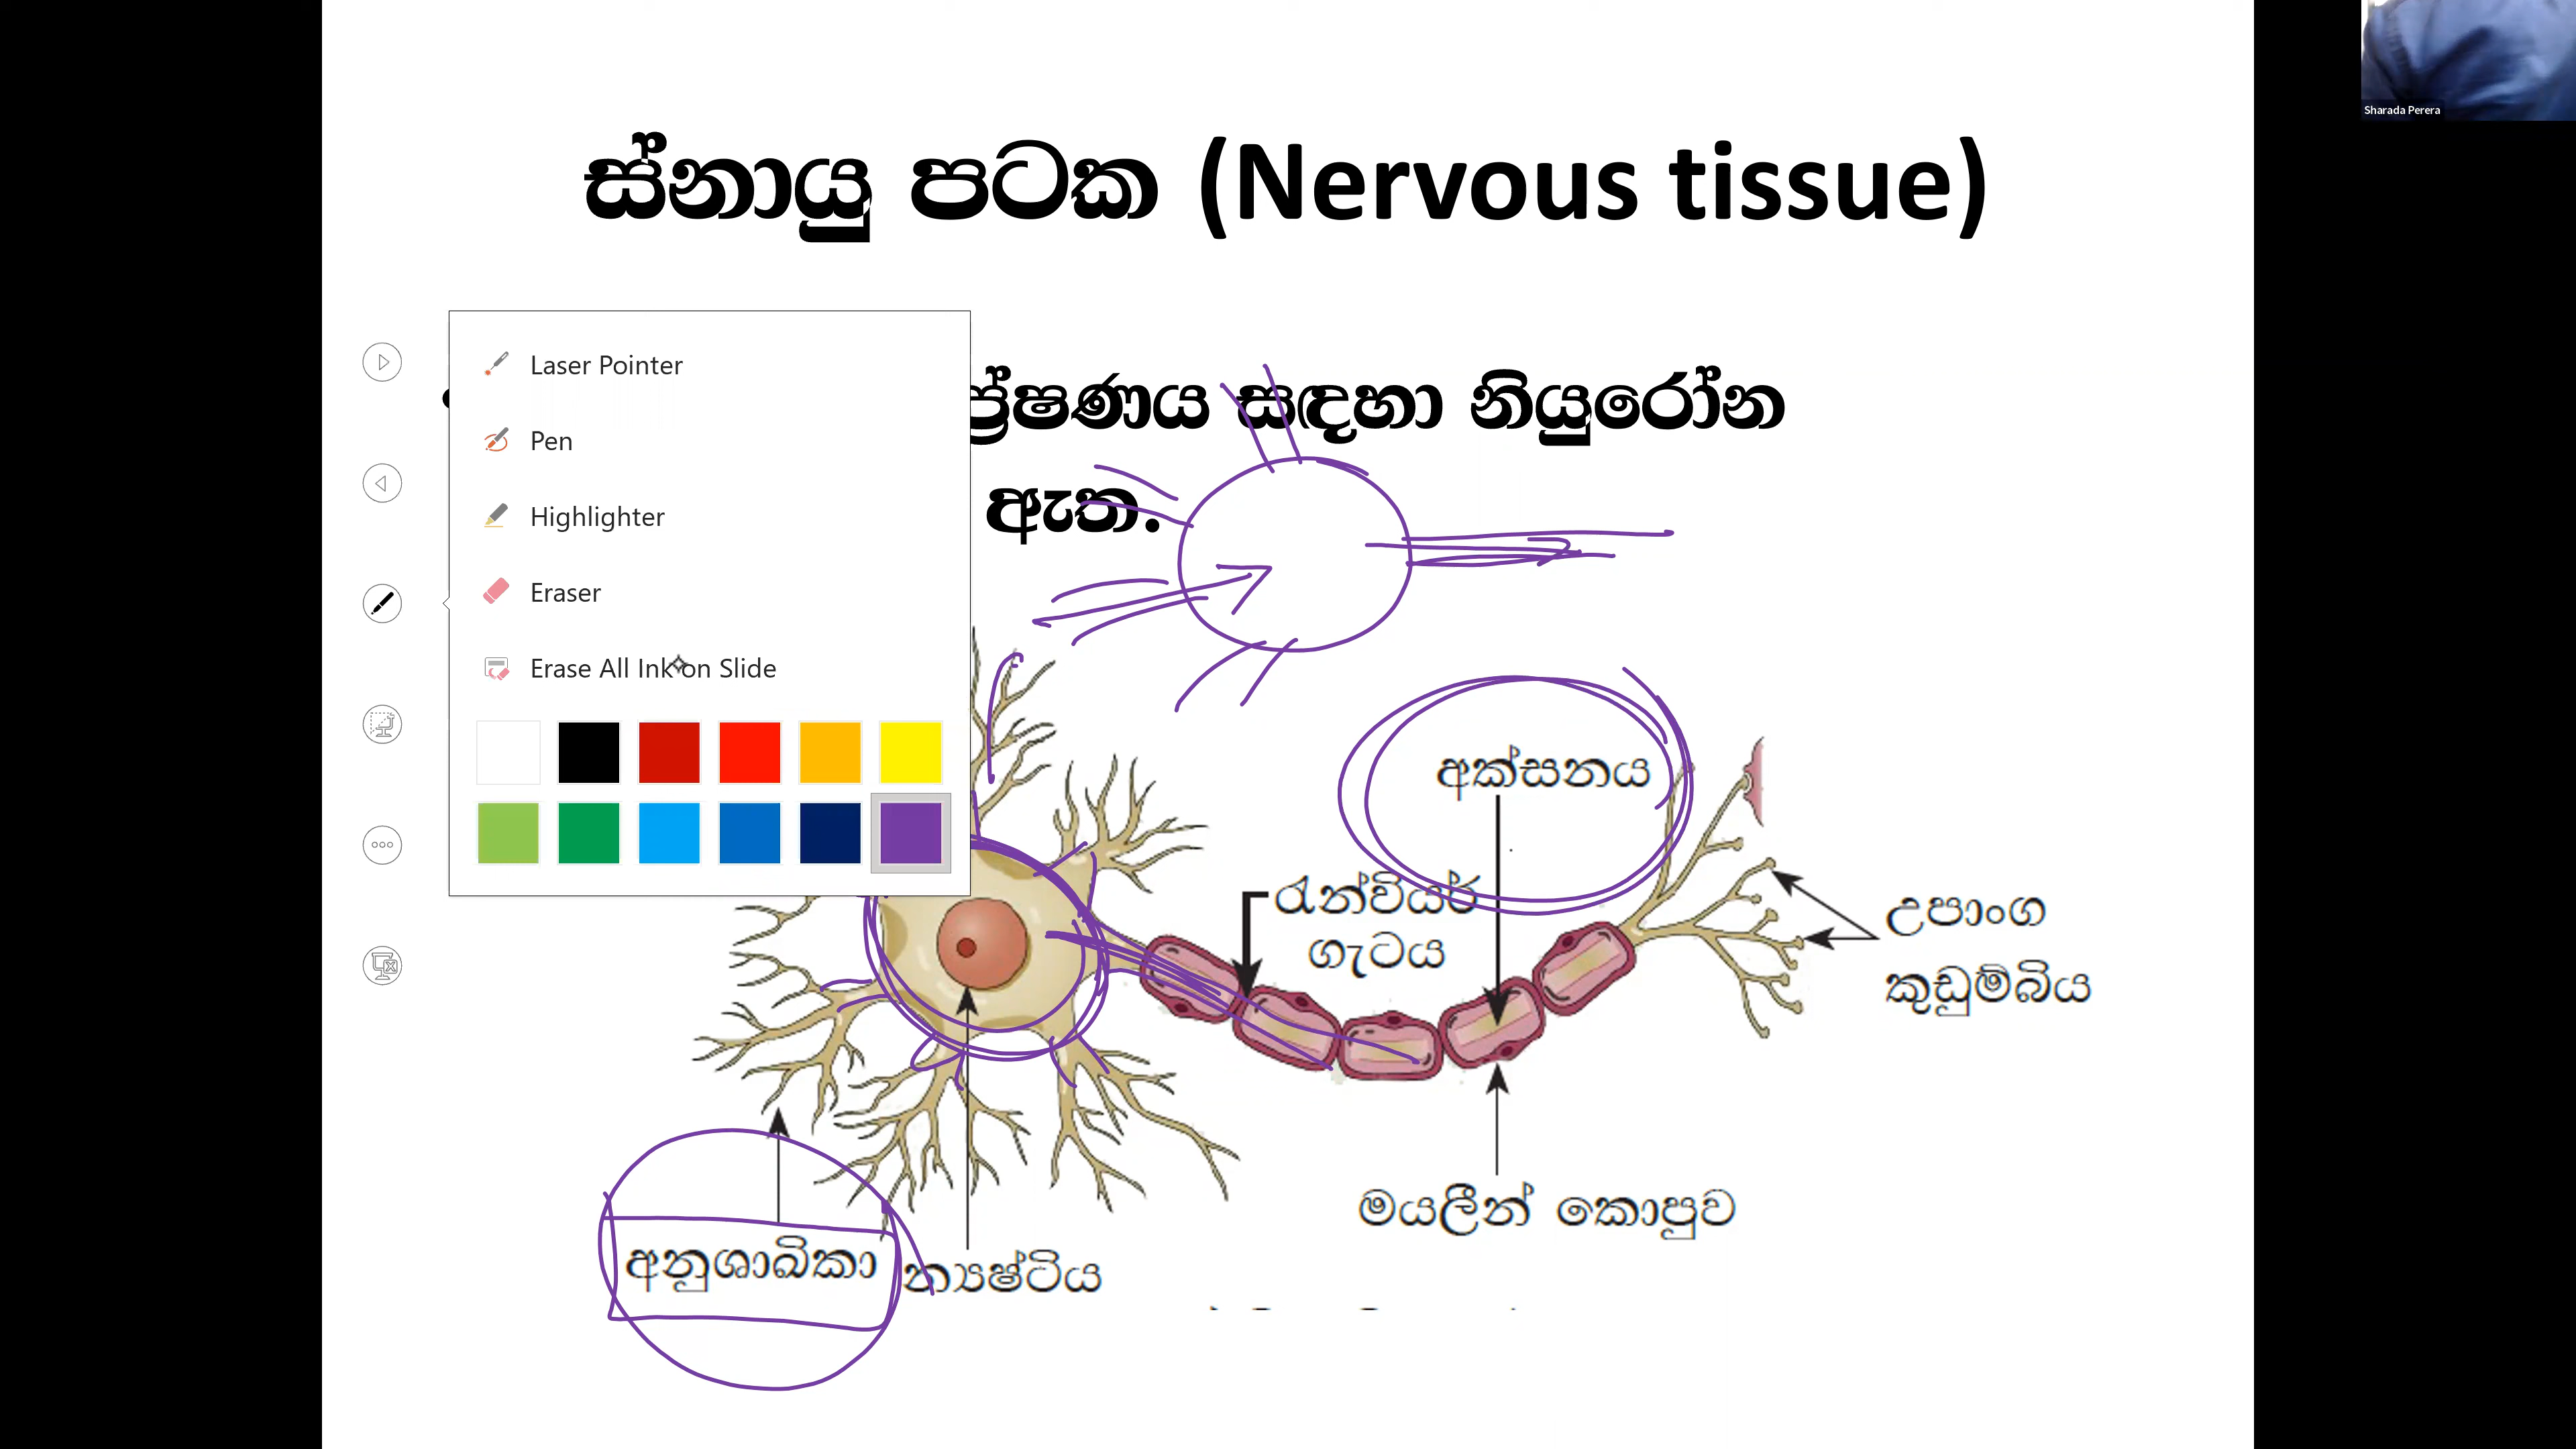 Sharada Perera
ස්නායු පටක (Nervous tissue)
Laser Pointer
සඳහා නියුරෝන
Pen
ඇත.
Highlighter
Eraser
Erase All Ink on Slide
අක්සනය
රැන්වියර්
ගැටය
උපාංග
කුඩුම්බිය
මයලීන් කොපුව
අනුශාඛිකා
න්‍යෂ්ටිය